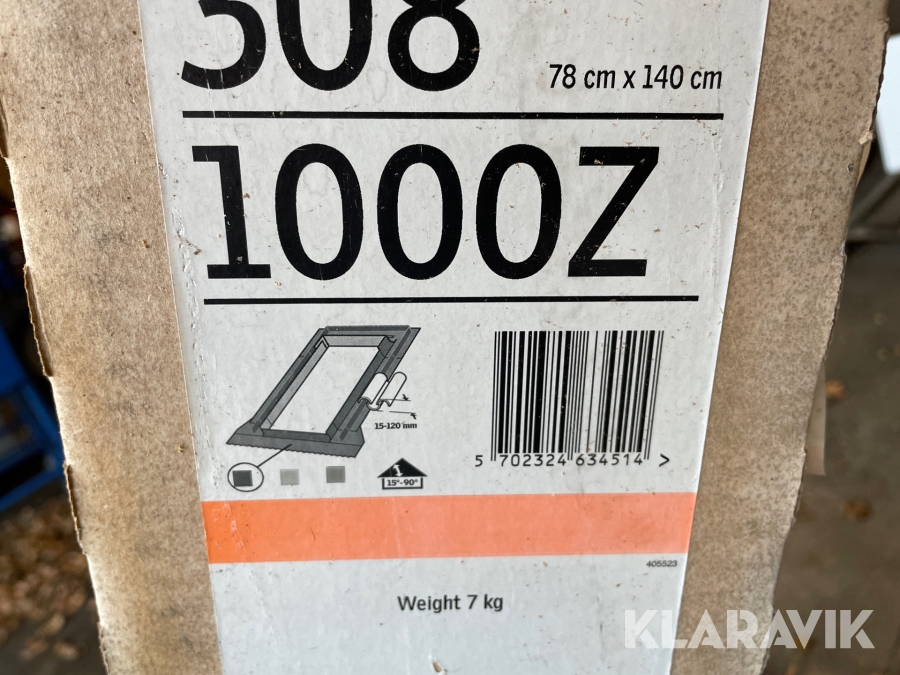 308
78 cm x 140 cm
1000Z
15-120 mm
15°-90°
5 702324 634514 >
405523
Weight 7 kg
KLARAVIK